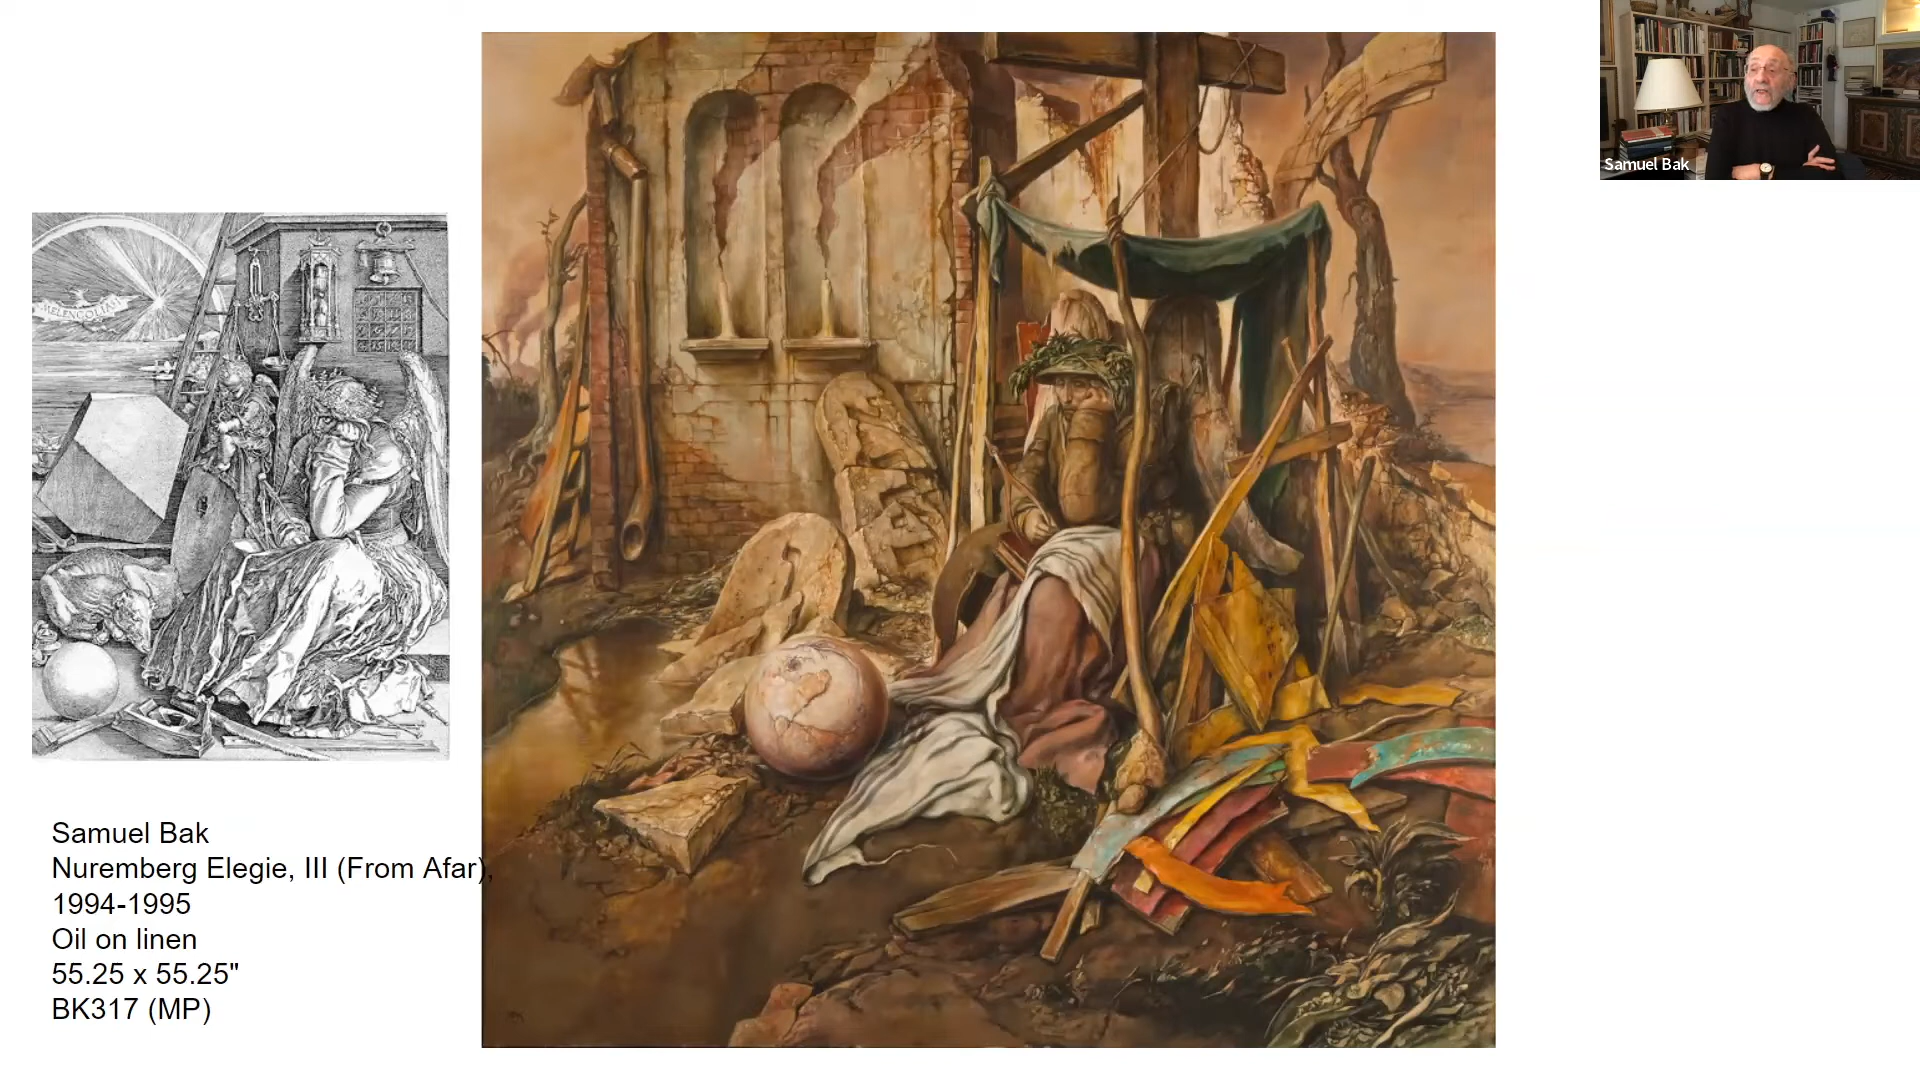 Samuel Bak
MELENCOLIA I
Samuel Bak
Nuremberg Elegie, III (From Afar),
1994-1995
Oil on linen
55.25 x 55.25"
BK317 (MP)